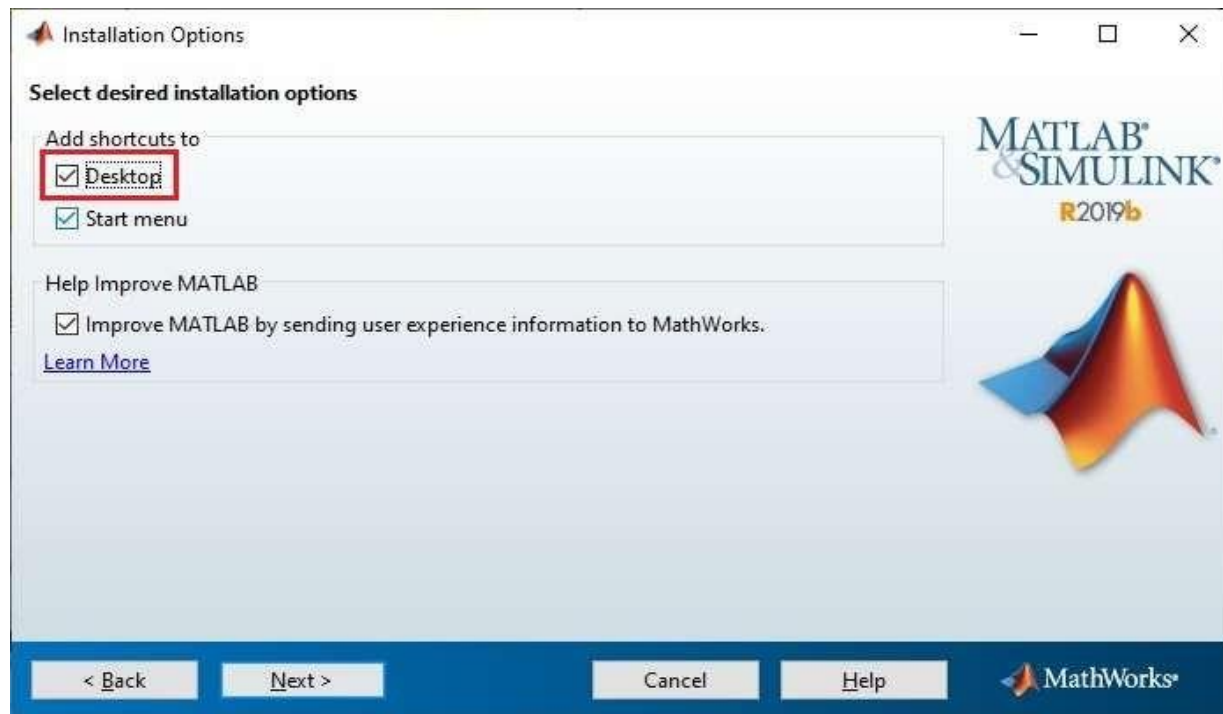 Installation Options
Select desired installation options
Add shortcuts to
Desktop
Start menu
Help Improve MATLAB
Improve MATLAB by sending user experience information to MathWorks.
Learn More
MATLAB®
&SIMULINK®
R2019b
< Back
Next >
Cancel
Help
MathWorks®